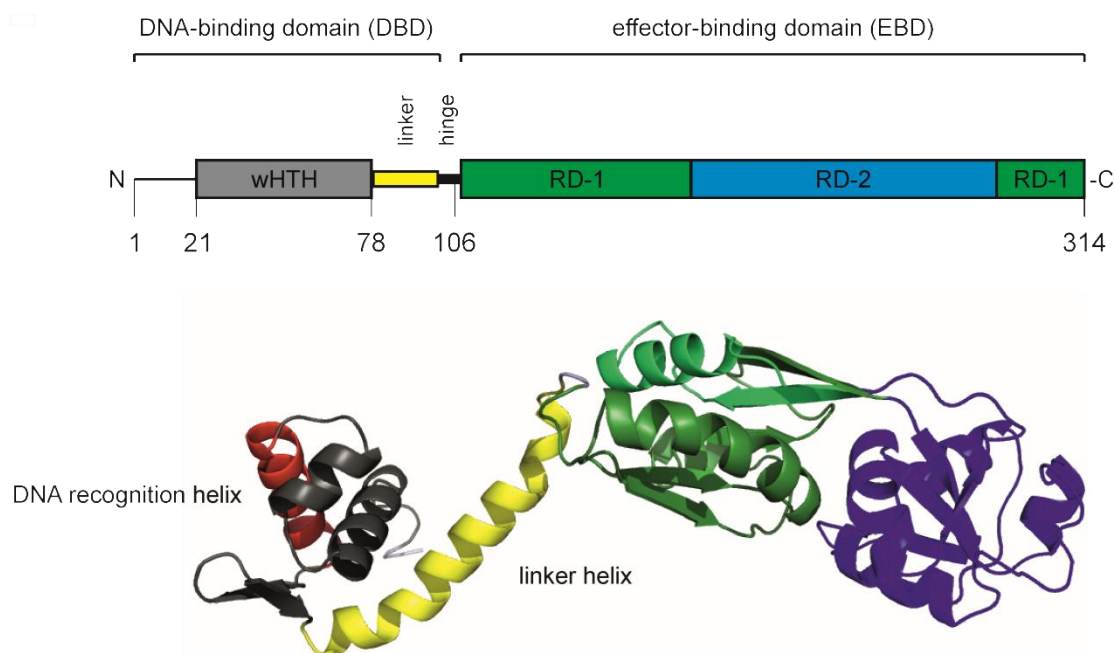 DNA-binding domain (DBD)
effector-binding domain (EBD)
linker
hinge
N
wHTH
RD-1
RD-2
RD-1
-C
1
21
78
106
314
DNA recognition helix
linker helix